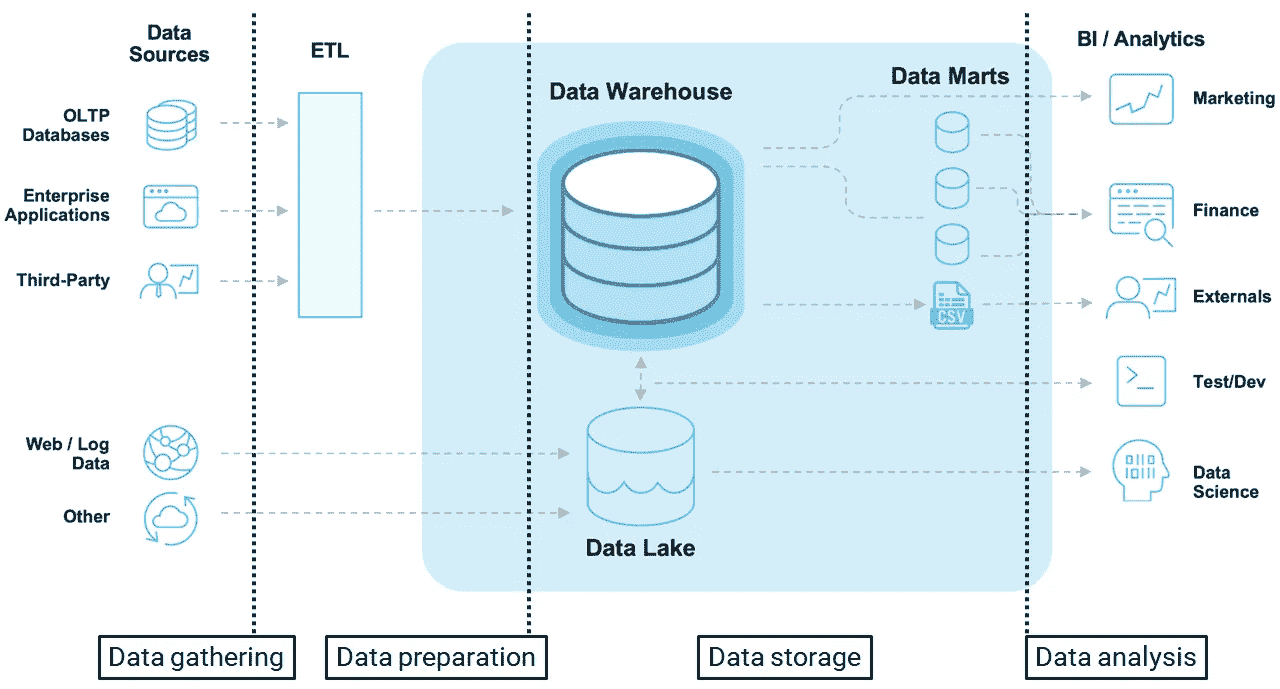 Data
Sources
OLTP
Databases
Enterprise
Applications
Third-Party
Web / Log
Data
Other
ETL
Data Warehouse
Data Lake
Data Marts
CSV
BI / Analytics
Marketing
Finance
Externals
Test/Dev
Data
Science
Data gathering
Data preparation
Data storage
Data analysis